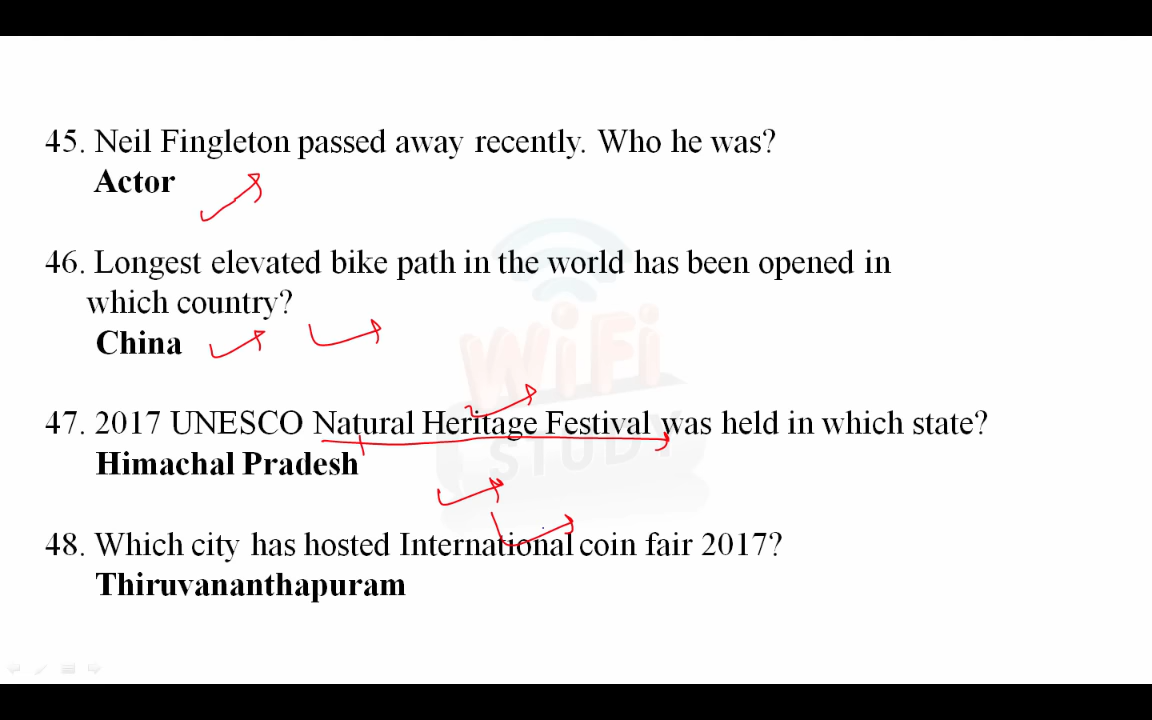 45. Neil Fingleton passed away recently. Who he was?
Actor
46. Longest elevated bike path in the world has been opened in
which country?
China
WiFi
STUDY
47. 2017 UNESCO Natural Heritage Festival was held in which state?
Himachal Pradesh
48. Which city has hosted International coin fair 2017?
Thiruvananthapuram